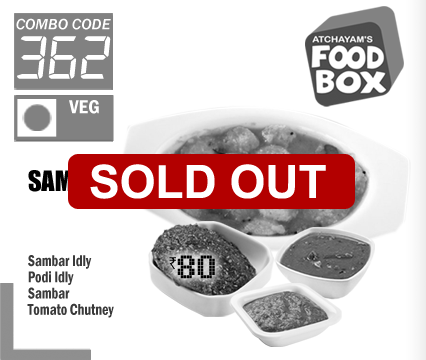 COMBO CODE
362
VEG
ATCHAYAM'S
FOOD
BOX
SAM
SOLD OUT
₹80
Sambar Idly
Podi Idly
Sambar
Tomato Chutney